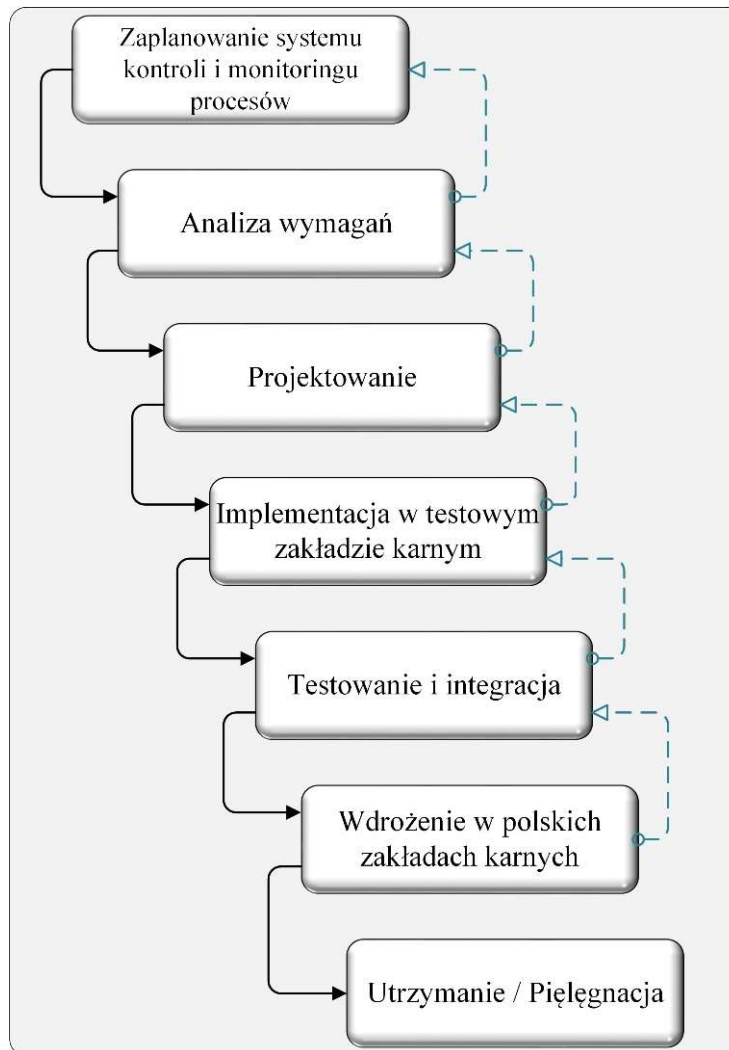 Zaplanowanie systemu
kontroli i monitoringu
procesów
Analiza wymagań
Projektowanie
Implementacja w testowym
zakładzie karnym
Testowanie i integracja
Wdrożenie w polskich
zakładach karnych
Utrzymanie / Pięlęgnacja